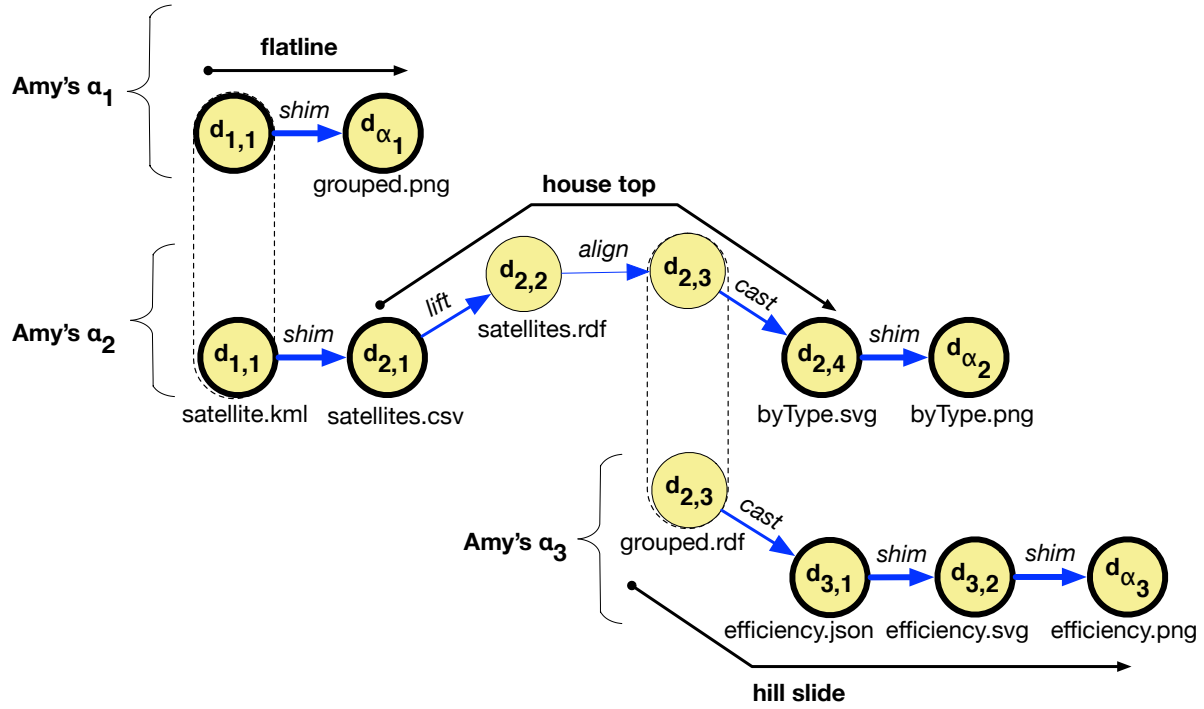 flatline
Amy's α1
shim
d1,1
dα1
grouped.png
house top
align
d2,2
d2,3
lift
cast
satellites.rdf
Amy's α2
shim
shim
d1,1
d2,1
d2,4
dα2
satellite.kml
satellites.csv
byType.svg
byType.png
d2,3
cast
Amy's α3
grouped.rdf
shim
shim
d3,1
d3,2
dα3
efficiency.json
efficiency.svg
efficiency.png
hill slide